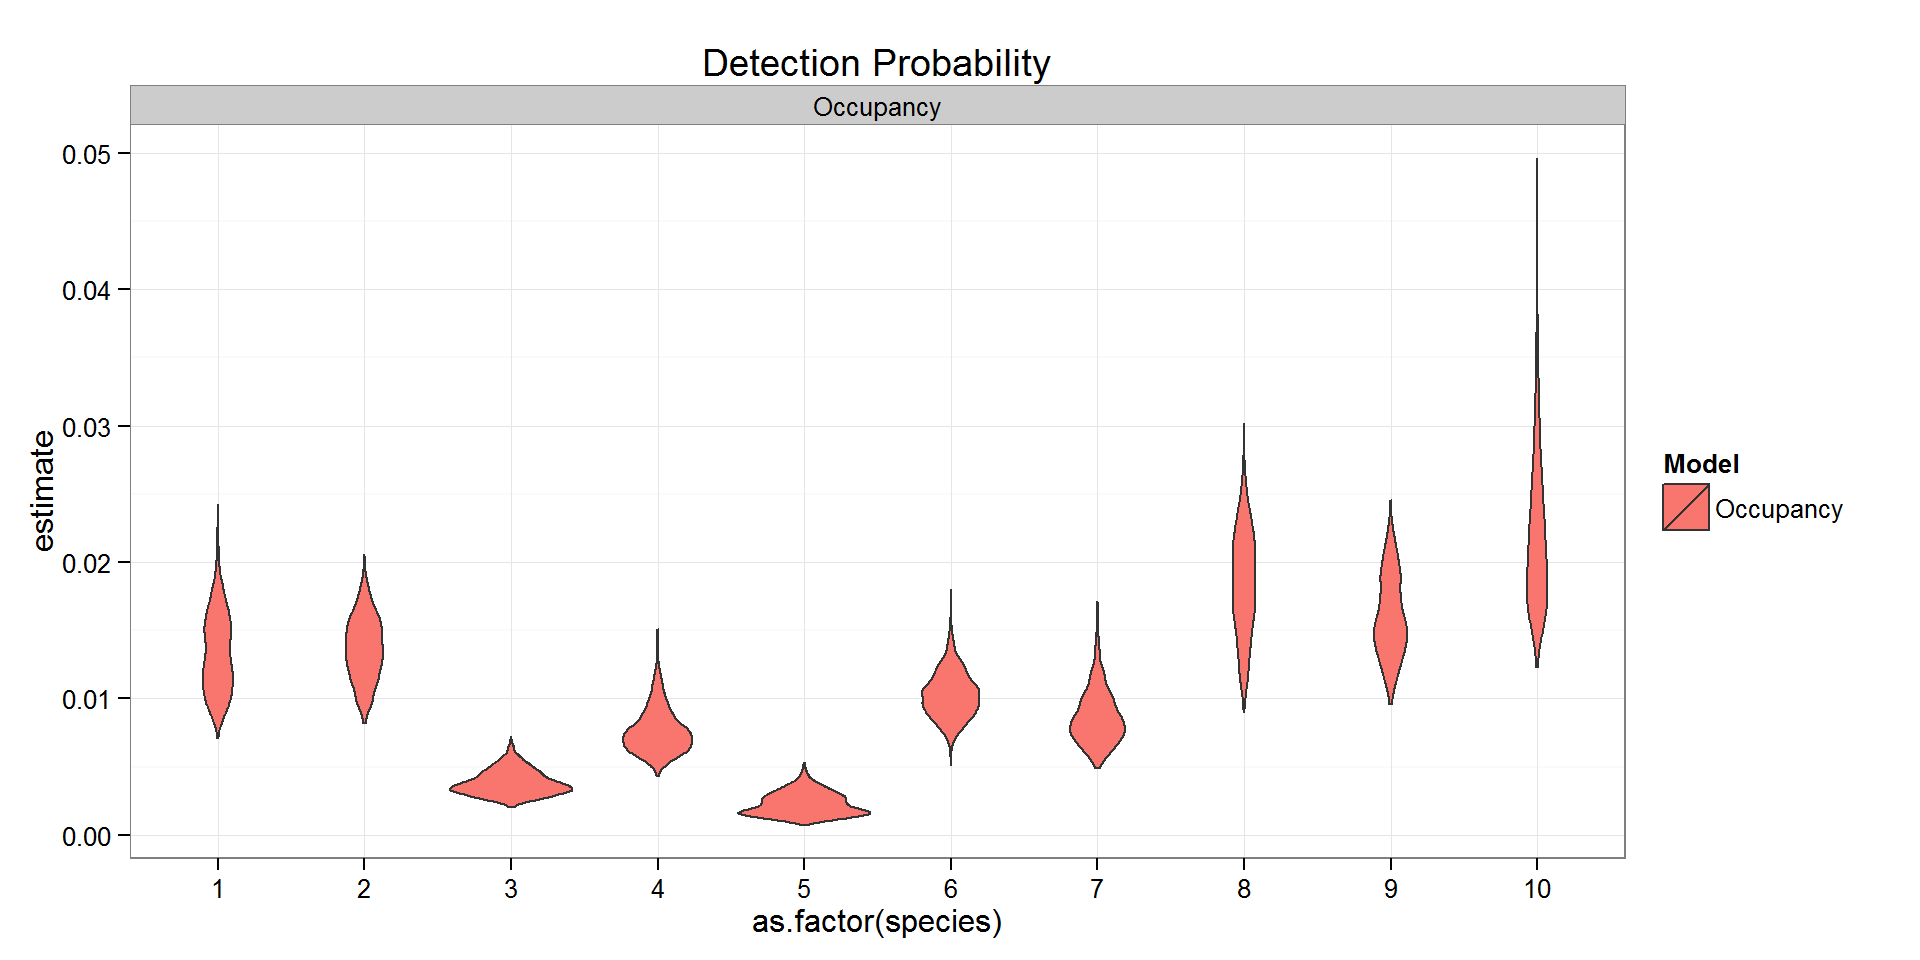 Detection Probability
Occupancy
0.05
0.04
0.03
0.02
0.01
0.00
estimate
1 2 3 4 5 6 7 8 9 10
as.factor(species)
Model
Occupancy